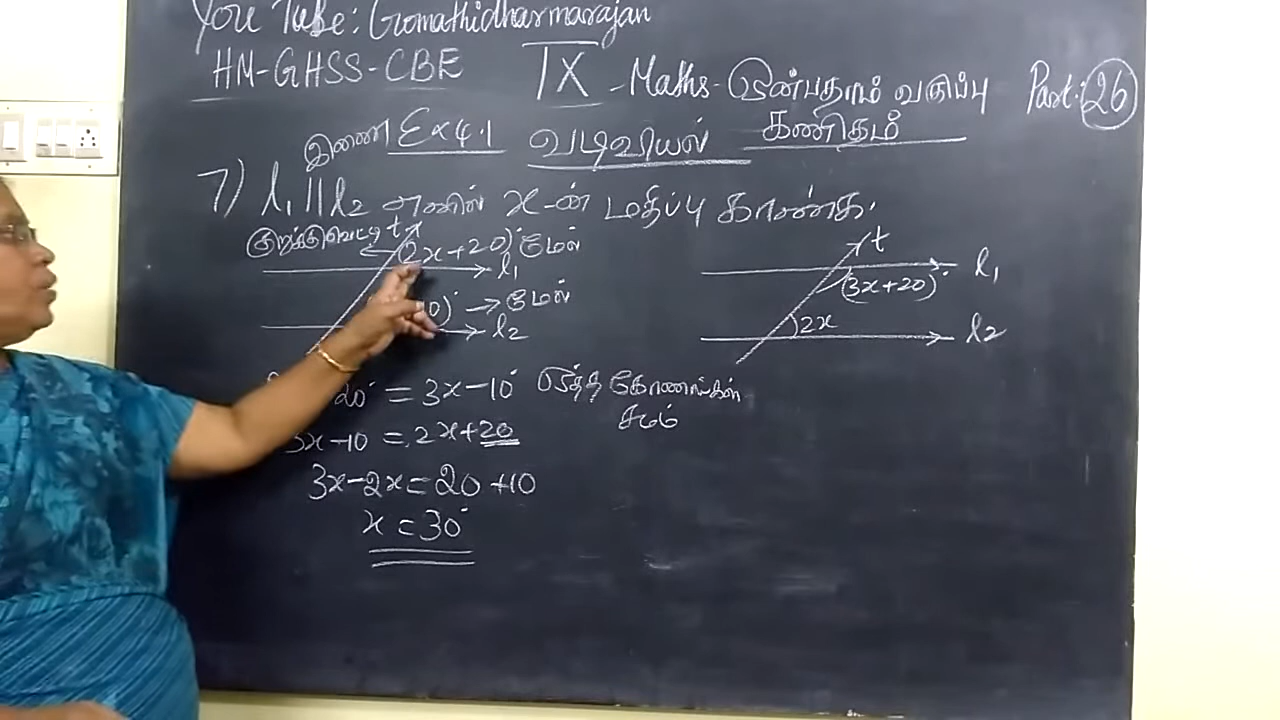 You Tube: Gomathidharmarajan
HM-GHSS-CBE IX - Maths - ஒன்பதாம் வகுப்பு Part: 26
இணை Ex 4.1 வடிவியல் கணிதம்
7) l₁ || l₂ எனில் x-ன் மதிப்பு காண்க.
குறுக்குவெட்டி t (2x+20)° மேல்
l₁
0)° → மேல்
l₂
t
l₁
(3x+20)°
2x
l₂
20° = 3x-10° ஒத்த கோணங்கள்
சமம்
3x-10 = 2x+20
3x-2x = 20 +10
x = 30°